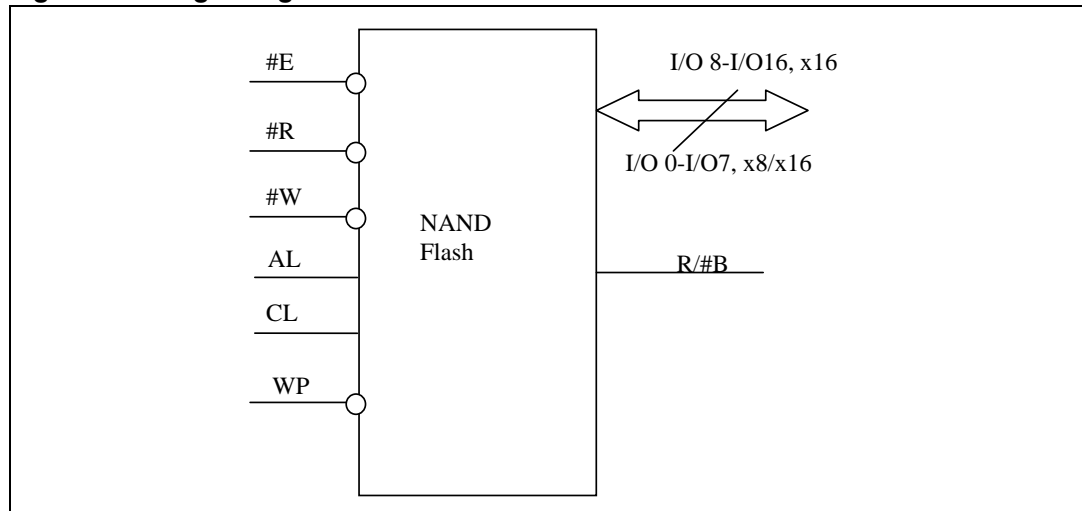 #E
#R
#W
AL
CL
WP
NAND
Flash
I/O 8-I/O16, x16
I/O 0-I/O7, x8/x16
R/#B